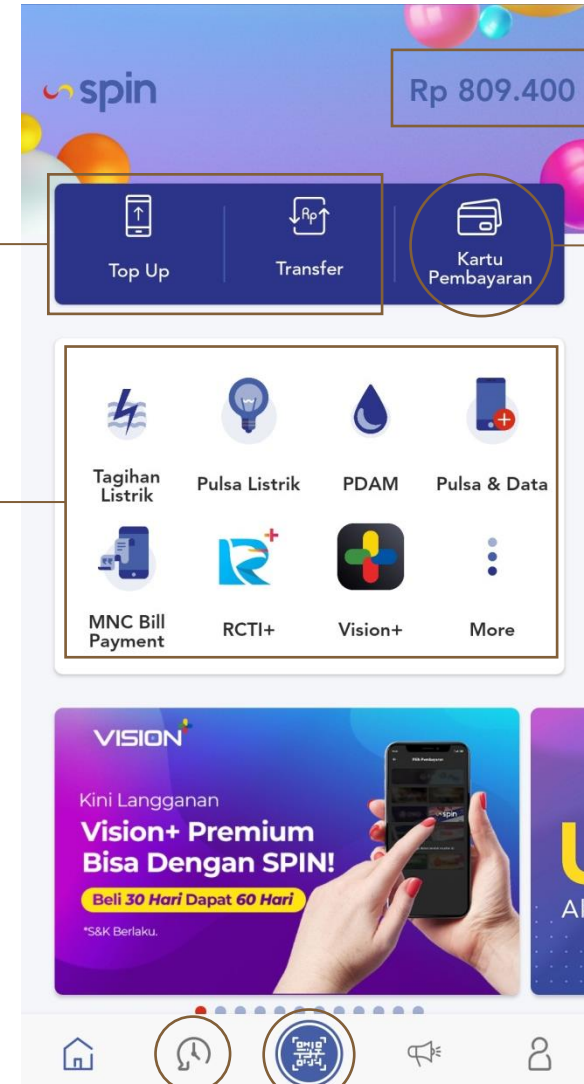 spin
Rp 809.400
Top Up
Transfer
Kartu
Pembayaran
Tagihan
Listrik
Pulsa Listrik
PDAM
Pulsa & Data
MNC Bill
Payment
RCTI+
Vision+
More
VISION+
Kini Langganan
Vision+ Premium
Bisa Dengan SPIN!
Beli 30 Hari Dapat 60 Hari
*S&K Berlaku.
spin